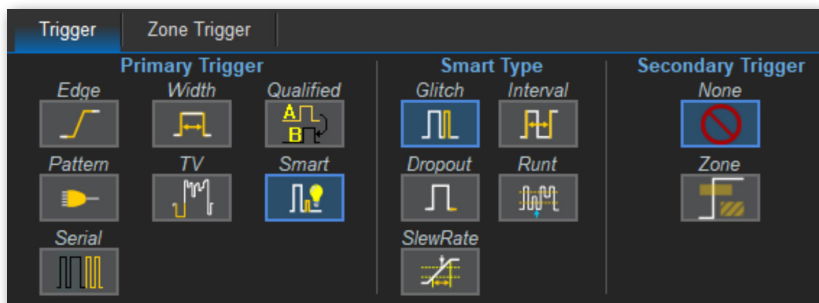 Trigger Zone Trigger
Primary Trigger Smart Type Secondary Trigger
Edge Width Qualified Glitch Interval None
A
B
Pattern TV Smart Dropout Runt Zone
Serial SlewRate